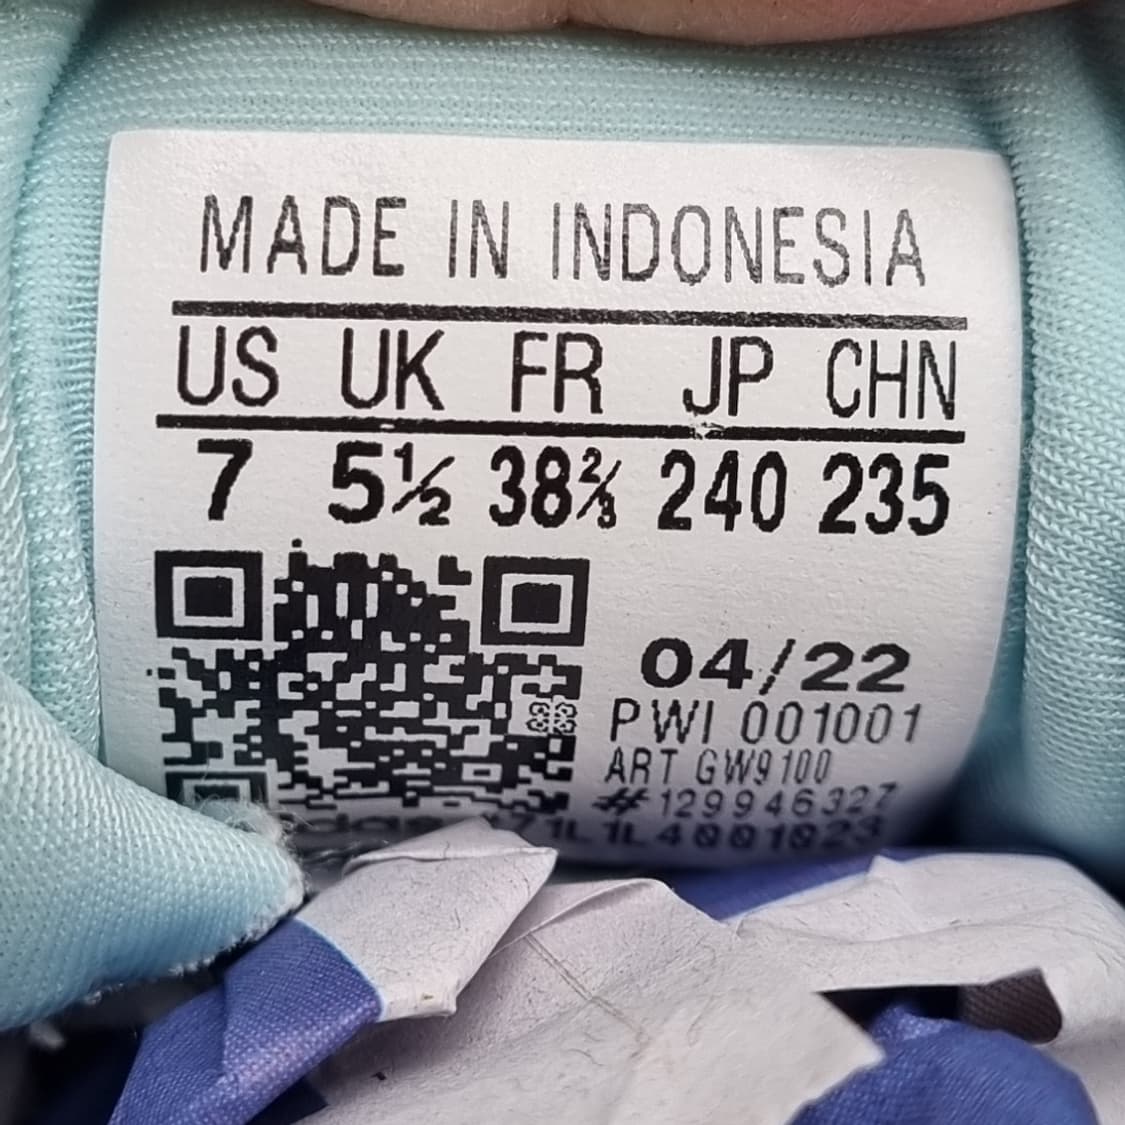 MADE IN INDONESIA
US UK FR JP CHN
7 5½ 38⅔ 240 235
04/22
PWI 001001
ART GW9100
# 129946327
1L1L4001023